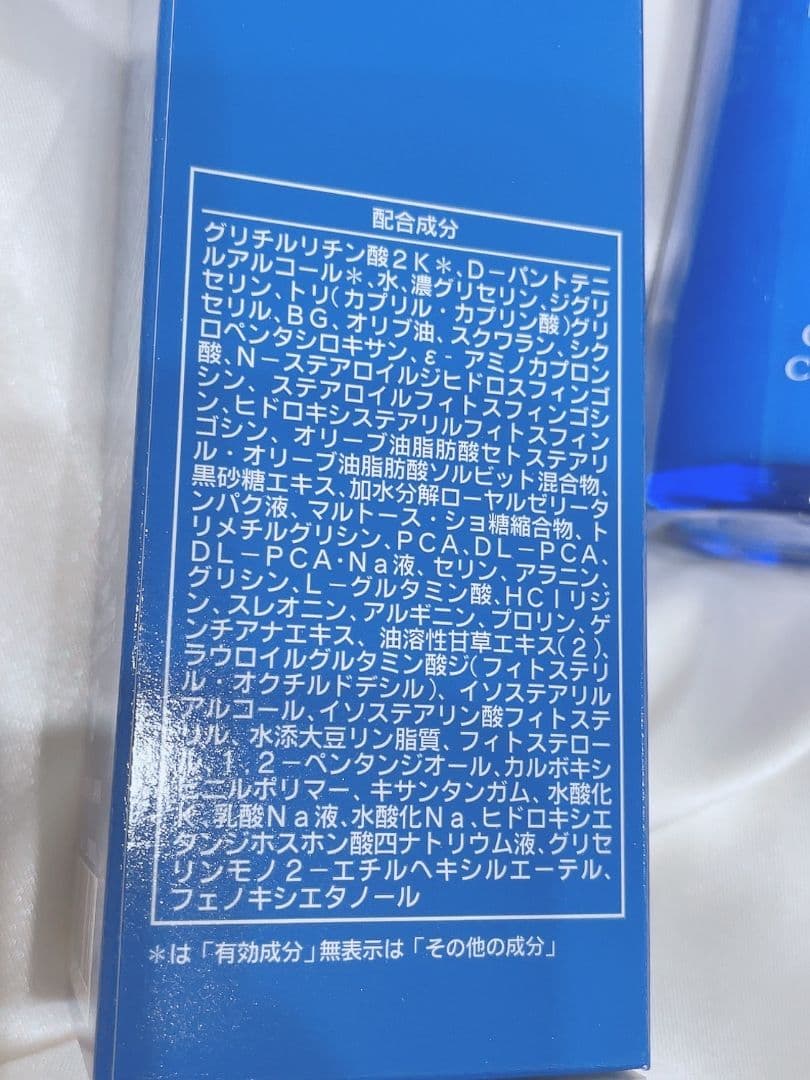 配合成分
グリチルリチン酸2K＊、D－パントテニ
ルアルコール＊、水、濃グリセリン、ジグリ
セリン、トリ(カプリル・カプリン酸)グリ
セリル、BG、オリブ油、スクワラン、シク
ロペンタシロキサン、ε-アミノカプロン
酸、N－ステアロイルジヒドロスフィンゴ
シン、ステアロイルフィトスフィンゴシ
ン、ヒドロキシステアリルフィトスフィン
ゴシン、オリーブ油脂肪酸セトステアリ
ル・オリーブ油脂肪酸ソルビット混合物、
黒砂糖エキス、加水分解ローヤルゼリータ
ンパク液、マルトース・ショ糖縮合物、ト
リメチルグリシン、PCA、DL－PCA、
DL－PCA・Na液、セリン、アラニン、
グリシン、L－グルタミン酸、HClリジ
ン、スレオニン、アルギニン、プロリン、ゲ
ンチアナエキス、油溶性甘草エキス(2)、
ラウロイルグルタミン酸ジ(フィトステリ
ル・オクチルドデシル)、イソステアリル
アルコール、イソステアリン酸フィトステ
リル、水添大豆リン脂質、フィトステロー
ル、1，2－ペンタンジオール、カルボキシ
ビニルポリマー、キサンタンガム、水酸化
K、乳酸Na液、水酸化Na、ヒドロキシエ
タンジホスホン酸四ナトリウム液、グリセ
リンモノ2－エチルヘキシルエーテル、
フェノキシエタノール
＊は「有効成分」無表示は「その他の成分」